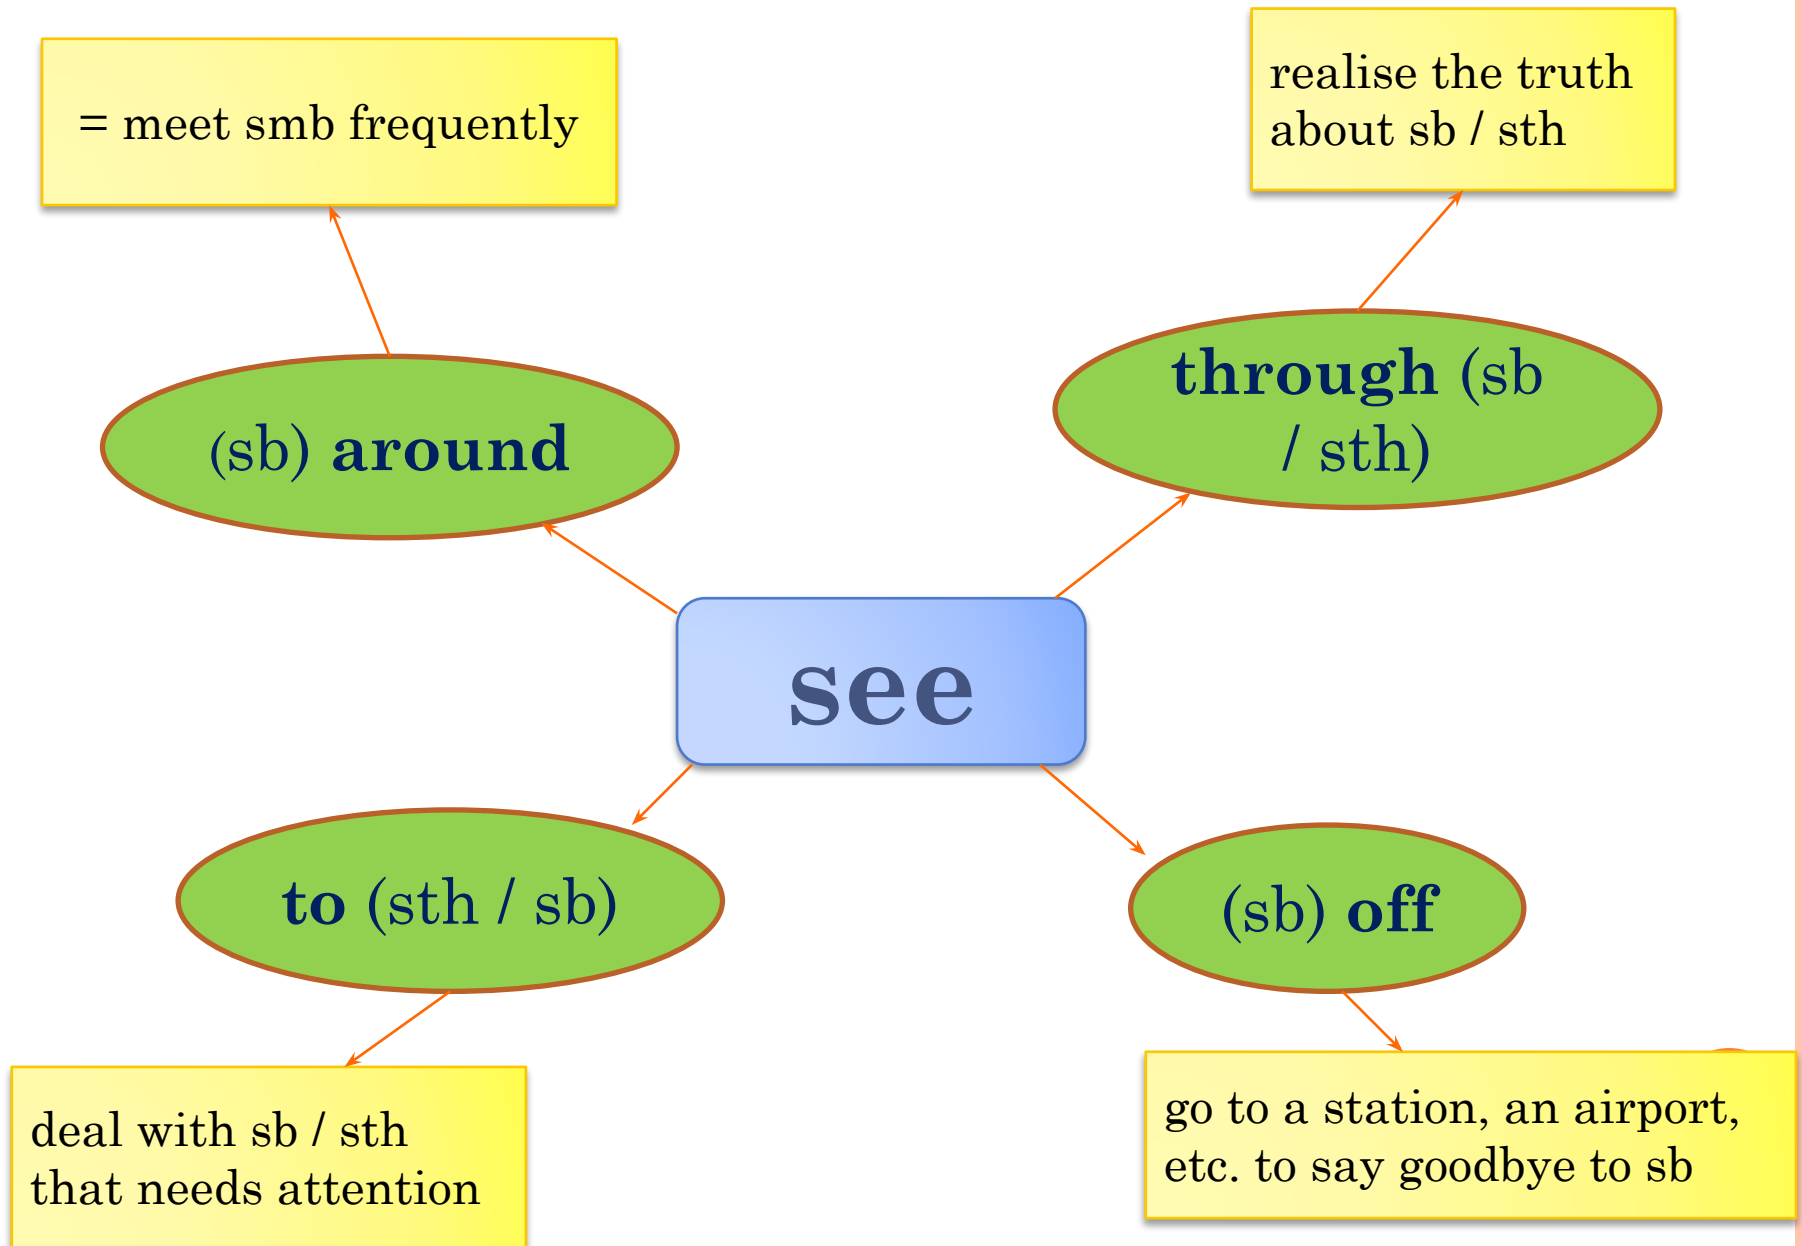 = meet smb frequently
realise the truth
about sb / sth
(sb) around
through (sb
/ sth)
see
to (sth / sb)
(sb) off
deal with sb / sth
that needs attention
go to a station, an airport,
etc. to say goodbye to sb